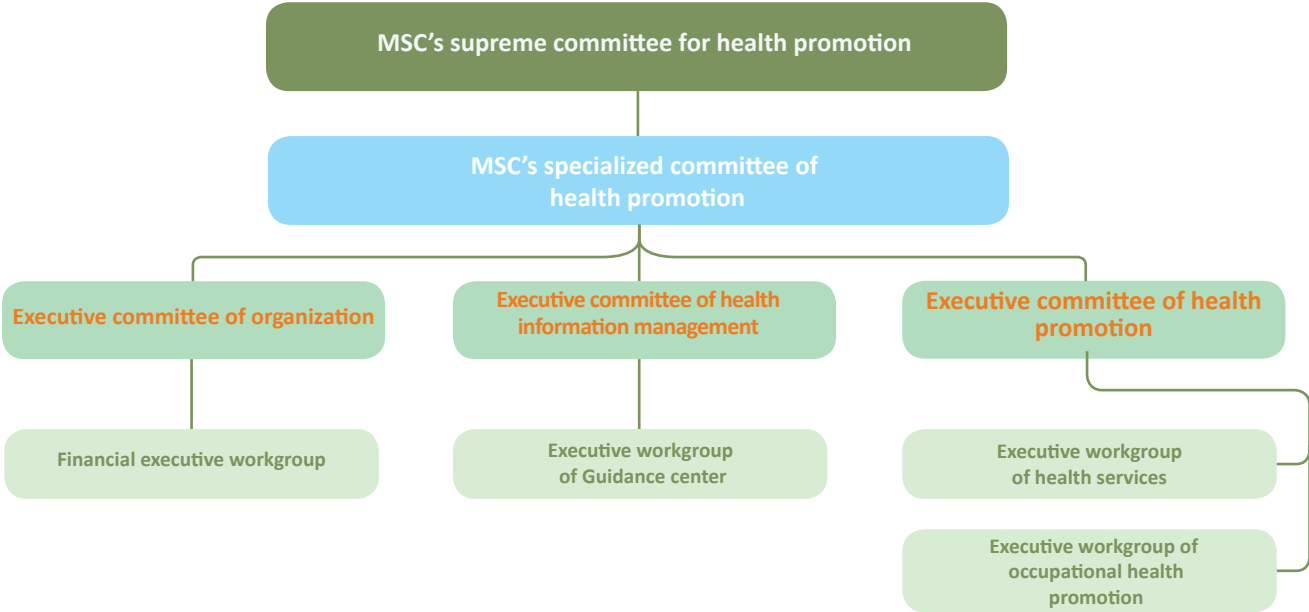 MSC’s supreme committee for health promotion
MSC’s specialized committee of
health promotion
Executive committee of organization
Executive committee of health
information management
Executive committee of health
promotion
Financial executive workgroup
Executive workgroup
of Guidance center
Executive workgroup
of health services
Executive workgroup of
occupational health
promotion